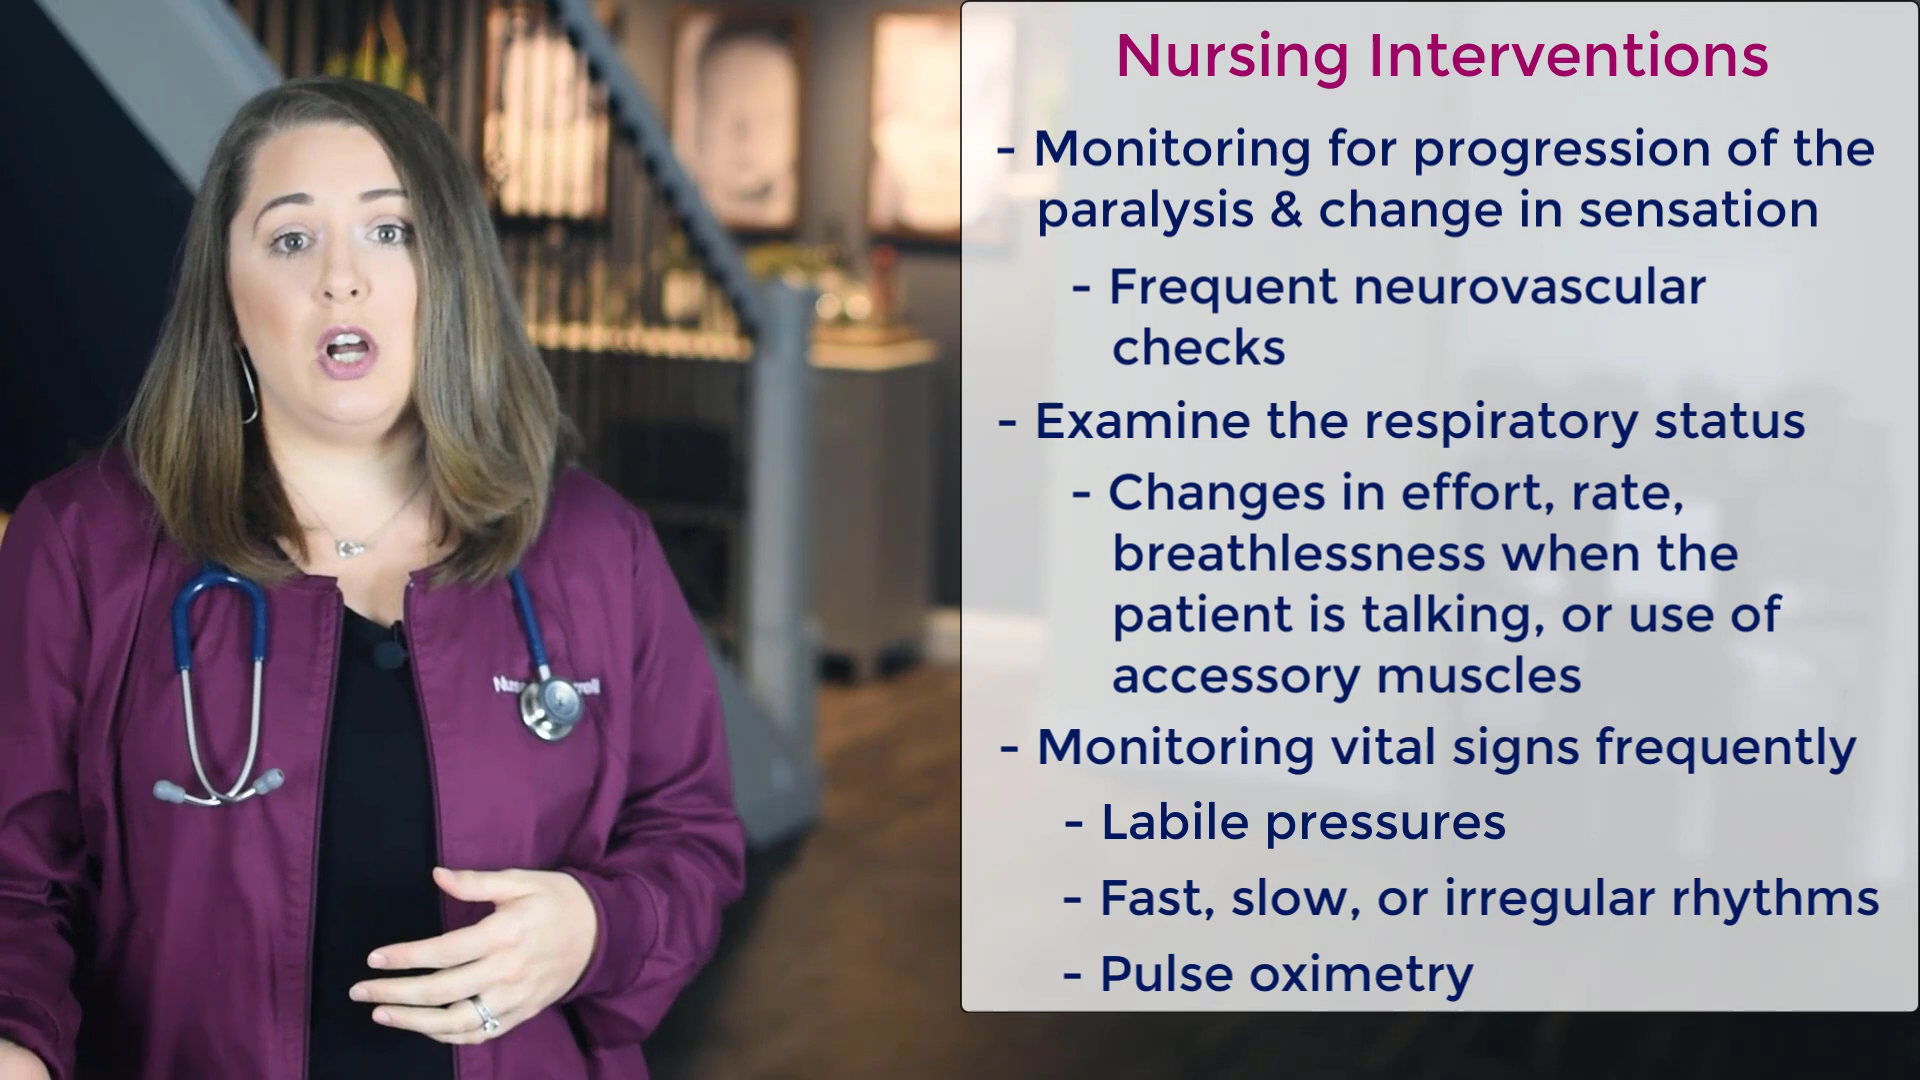 Nursing Interventions
- Monitoring for progression of the
paralysis & change in sensation
- Frequent neurovascular
checks
- Examine the respiratory status
- Changes in effort, rate,
breathlessness when the
patient is talking, or use of
accessory muscles
- Monitoring vital signs frequently
- Labile pressures
- Fast, slow, or irregular rhythms
- Pulse oximetry